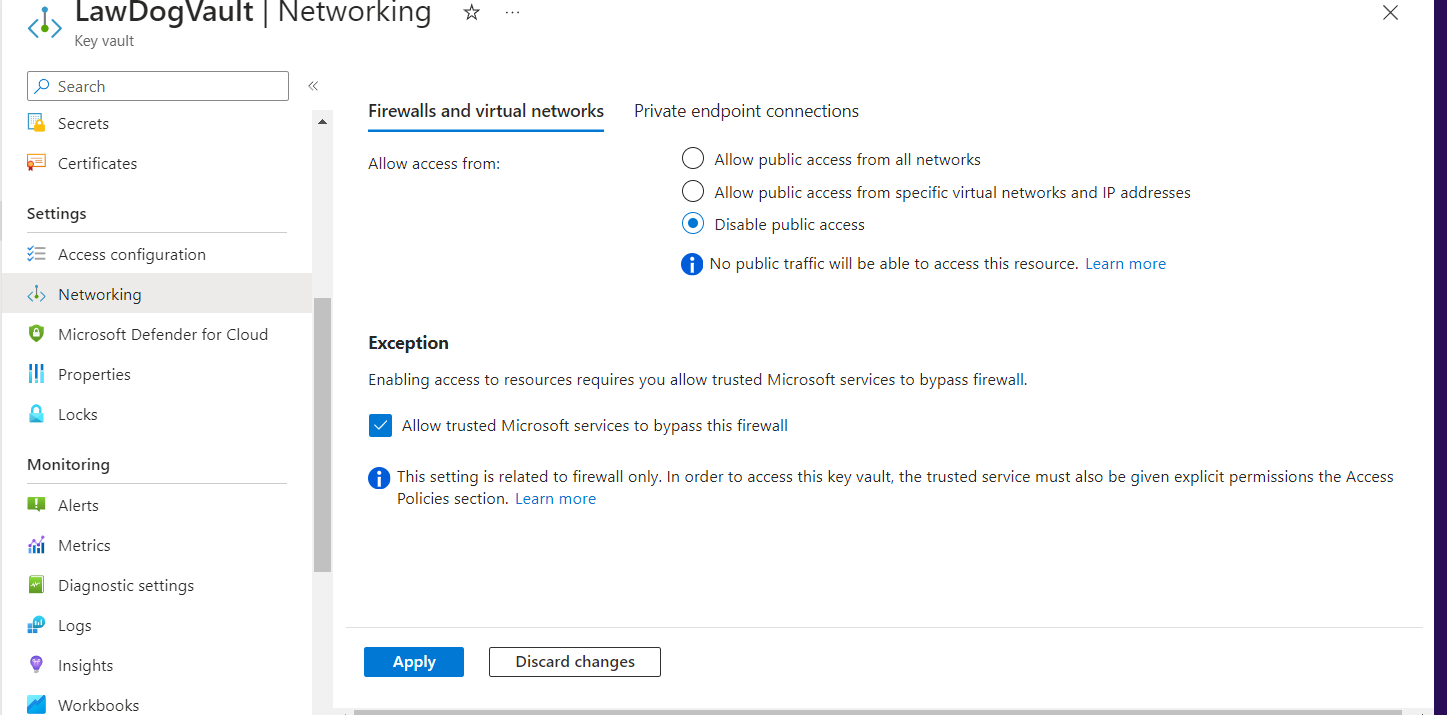 LawDogVault | Networking
Key vault
Search
Secrets
Certificates
Settings
Access configuration
Networking
Microsoft Defender for Cloud
Properties
Locks
Monitoring
Alerts
Metrics
Diagnostic settings
Logs
Insights
Workbooks
Firewalls and virtual networks
Private endpoint connections
Allow access from:
Allow public access from all networks
Allow public access from specific virtual networks and IP addresses
Disable public access
No public traffic will be able to access this resource. Learn more
Exception
Enabling access to resources requires you allow trusted Microsoft services to bypass firewall.
Allow trusted Microsoft services to bypass this firewall
This setting is related to firewall only. In order to access this key vault, the trusted service must also be given explicit permissions the Access
Policies section. Learn more
Apply
Discard changes